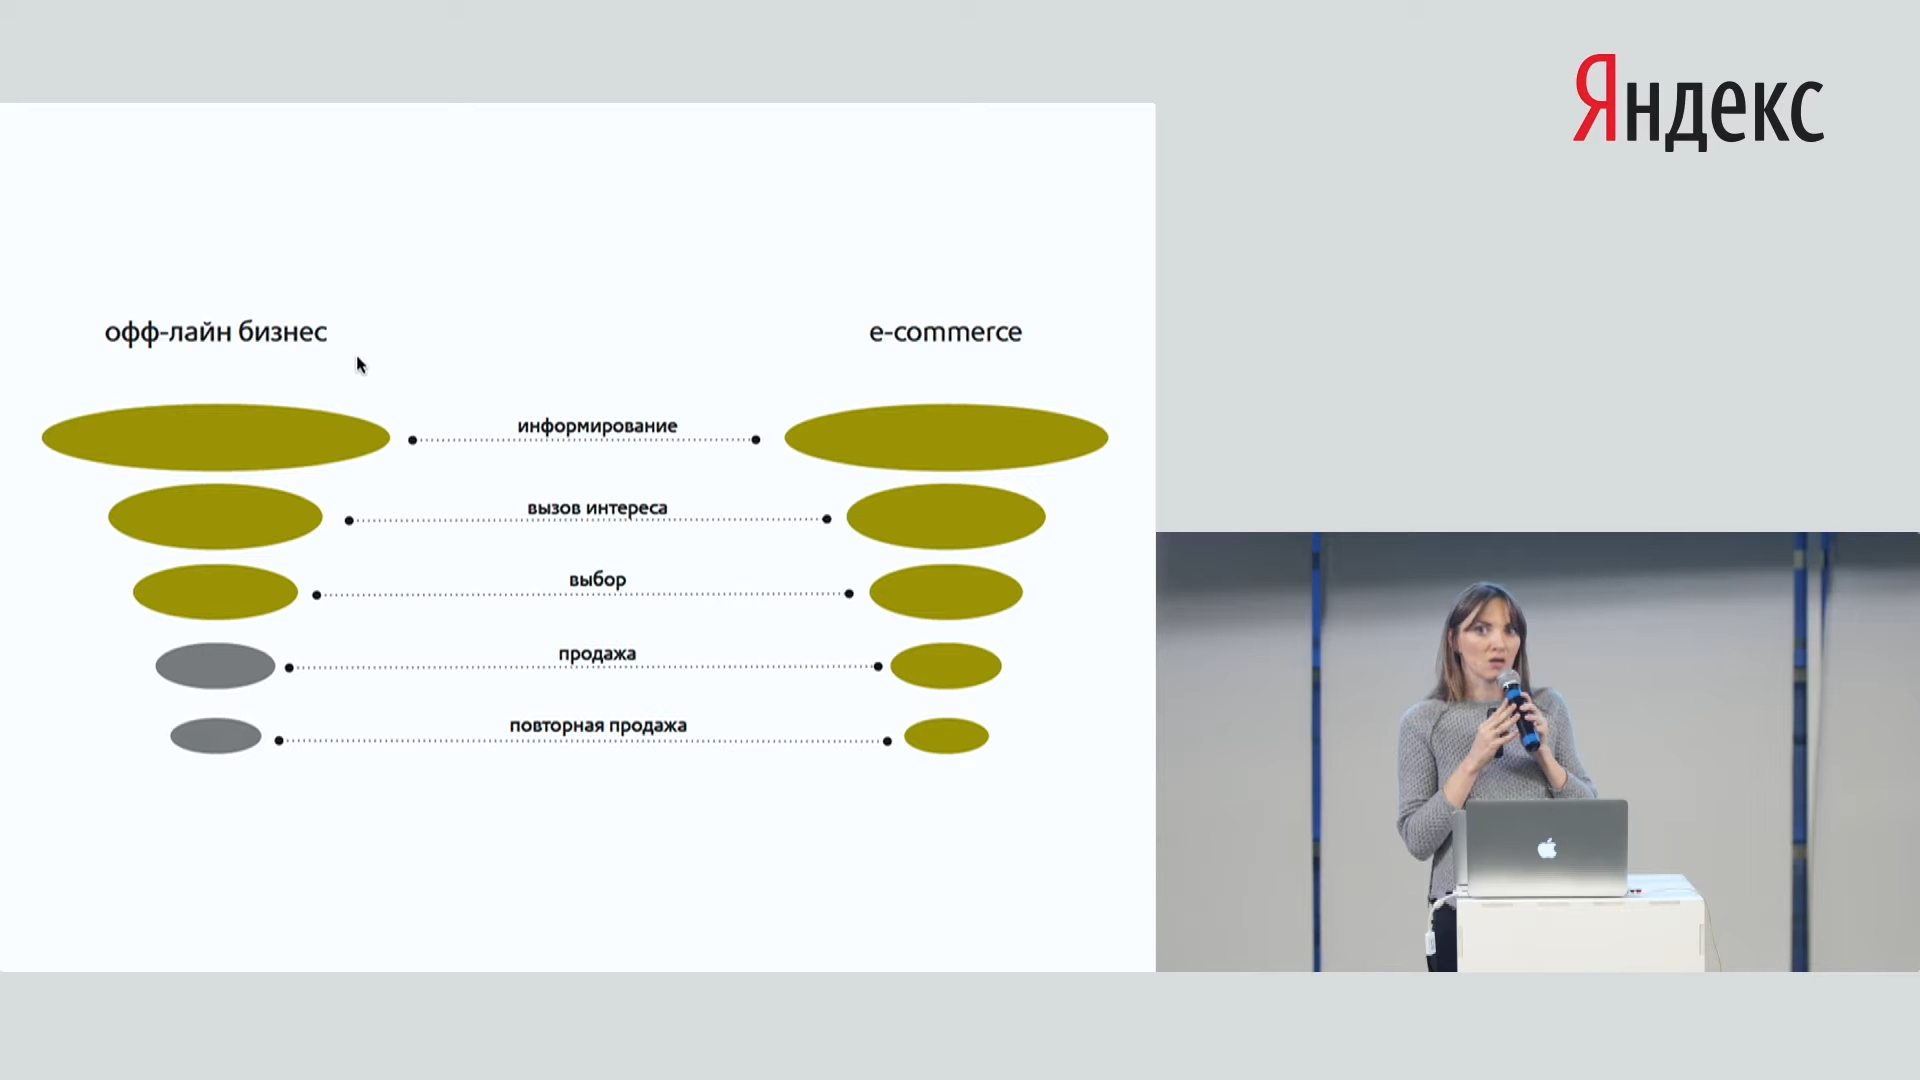 Яндекс
офф-лайн бизнес
e-commerce
информирование
вызов интереса
выбор
продажа
повторная продажа